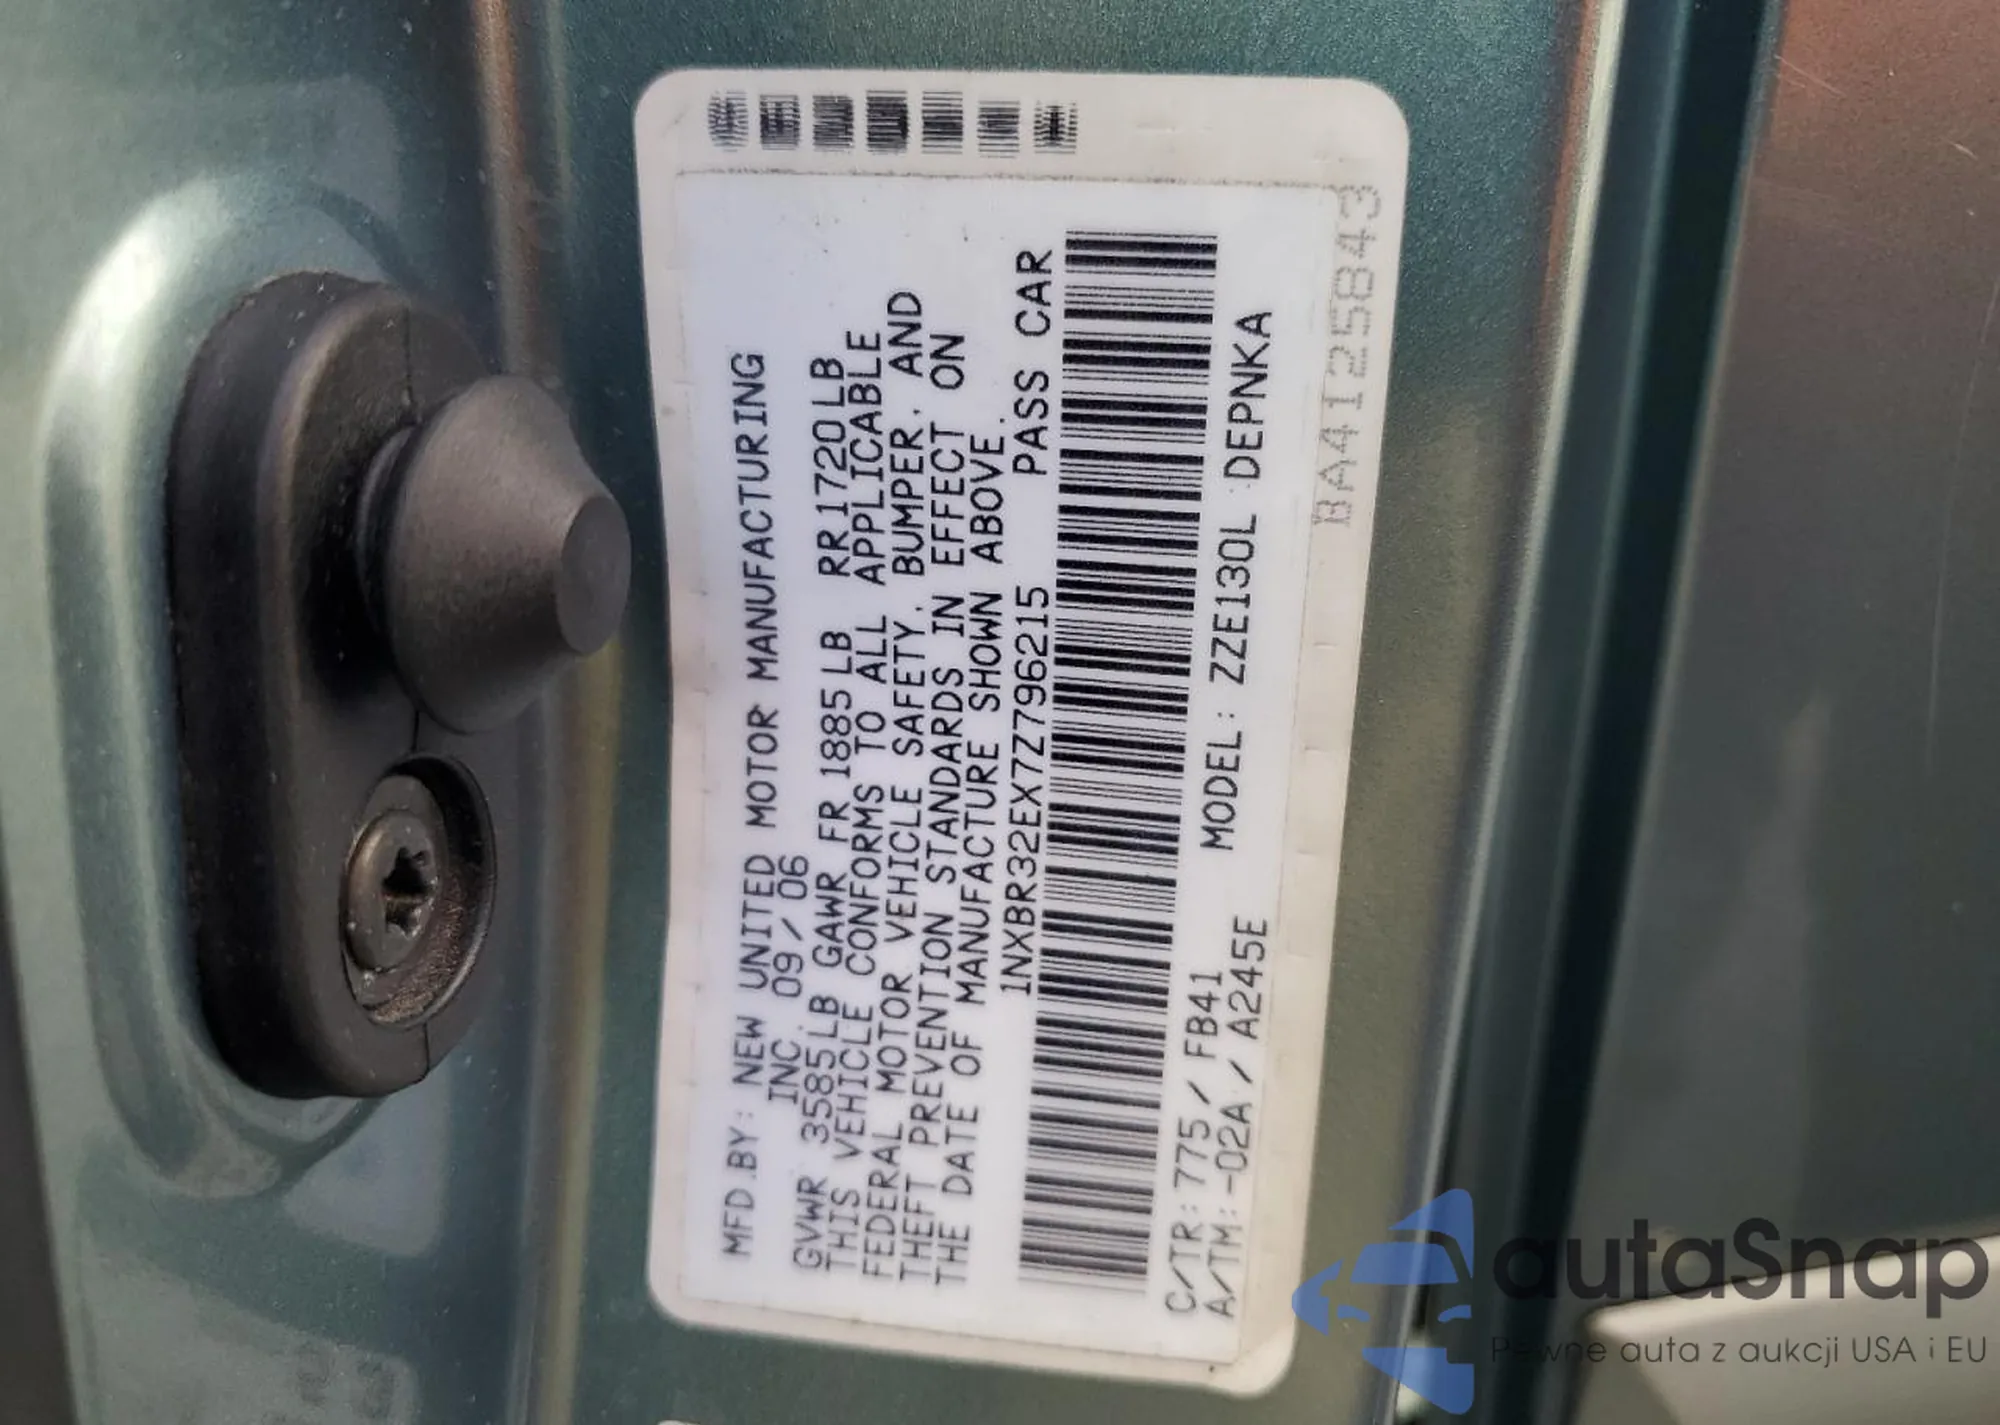 MFD.BY: NEW UNITED MOTOR MANUFACTURING
INC. 09/06
GVWR 3585LB GAWR FR 1885LB RR1720LB
THIS VEHICLE CONFORMS TO ALL APPLICABLE
FEDERAL MOTOR VEHICLE SAFETY, BUMPER, AND
THEFT PREVENTION STANDARDS IN EFFECT ON
THE DATE OF MANUFACTURE SHOWN ABOVE.
1NXBR32EX7Z796215 PASS CAR
C/TR:775/FB41 MODEL: ZZE130L DEPNKA
A/TM:-02A/A245E
BA4125843
autaSnap
Pewne auta z aukcji USA i EU